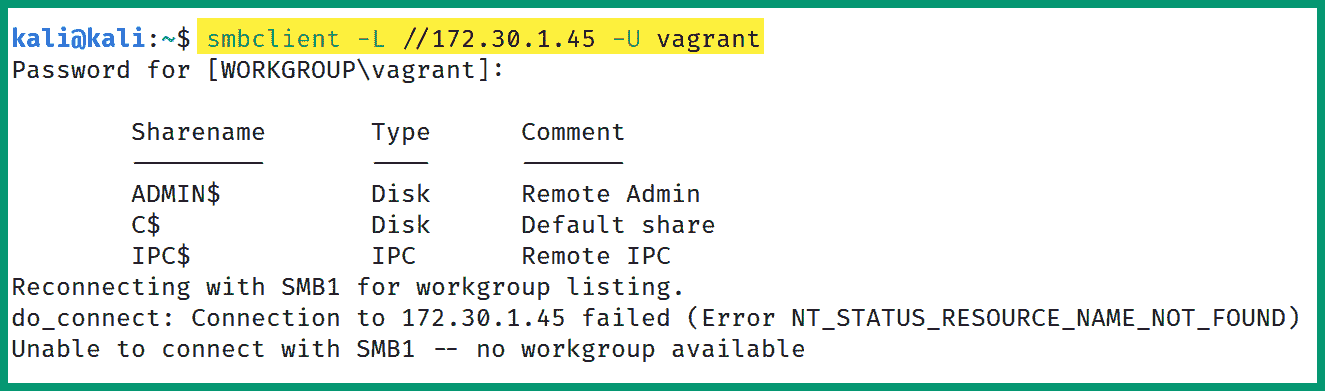 kali@kali:~$ smbclient -L //172.30.1.45 -U vagrant
Password for [WORKGROUP\vagrant]:
Sharename Type Comment
--------- ---- -------
ADMIN$ Disk Remote Admin
C$ Disk Default share
IPC$ IPC Remote IPC
Reconnecting with SMB1 for workgroup listing.
do_connect: Connection to 172.30.1.45 failed (Error NT_STATUS_RESOURCE_NAME_NOT_FOUND)
Unable to connect with SMB1 -- no workgroup available